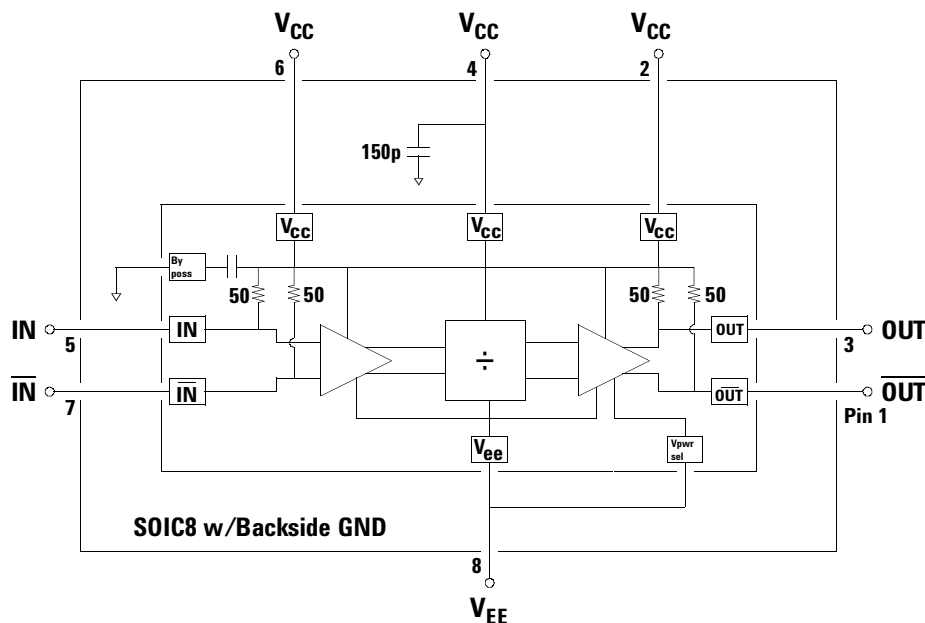 VCC VCC VCC
6 4 2
150p
Vcc Vcc Vcc
By
poss
50 50 50 50
IN IN OUT OUT
5 3
÷
IN IN OUT OUT
7 Pin 1
Vee
Vpwr
sel
SOIC8 w/Backside GND
8
VEE